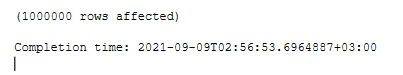 (1000000 rows affected)
Completion time: 2021-09-09T02:56:53.6964887+03:00